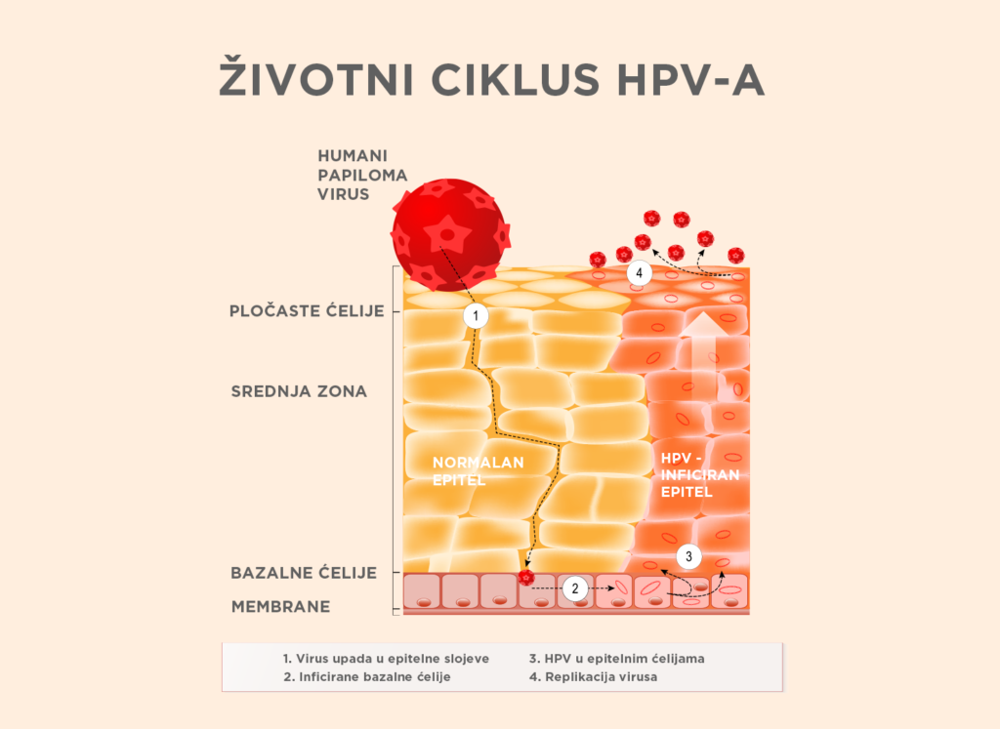 ŽIVOTNI CIKLUS HPV-A
HUMANI
PAPILOMA
VIRUS
4
PLOČASTE ĆELIJE
1
SREDNJA ZONA
NORMALAN
EPITEL
HPV -
INFICIRAN
EPITEL
3
BAZALNE ĆELIJE
2
MEMBRANE
1. Virus upada u epitelne slojeve
2. Inficirane bazalne ćelije
3. HPV u epitelnim ćelijama
4. Replikacija virusa